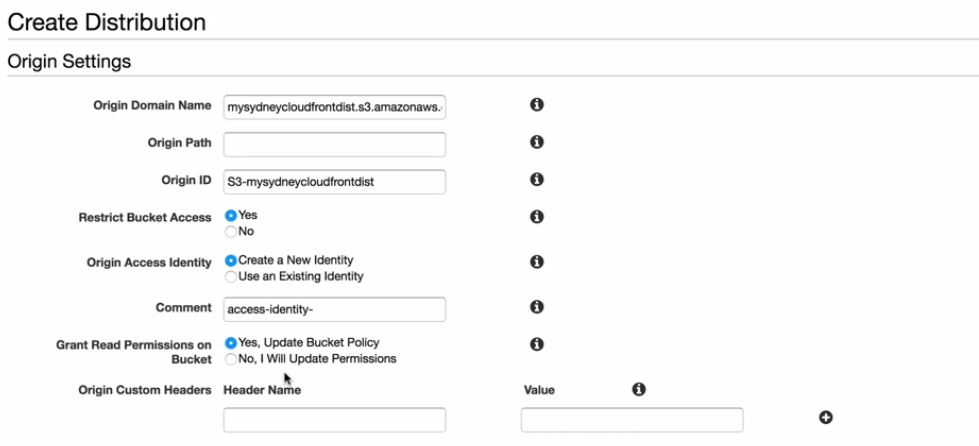 Create Distribution
Origin Settings
Origin Domain Name mysydneycloudfrontdist.s3.amazonaws.
Origin Path
Origin ID S3-mysydneycloudfrontdist
Restrict Bucket Access Yes
No
Origin Access Identity Create a New Identity
Use an Existing Identity
Comment access-identity-
Grant Read Permissions on Bucket Yes, Update Bucket Policy
No, I Will Update Permissions
Origin Custom Headers Header Name Value